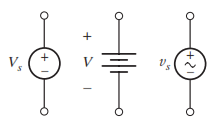 +
V_s + V v_s +
− −
−